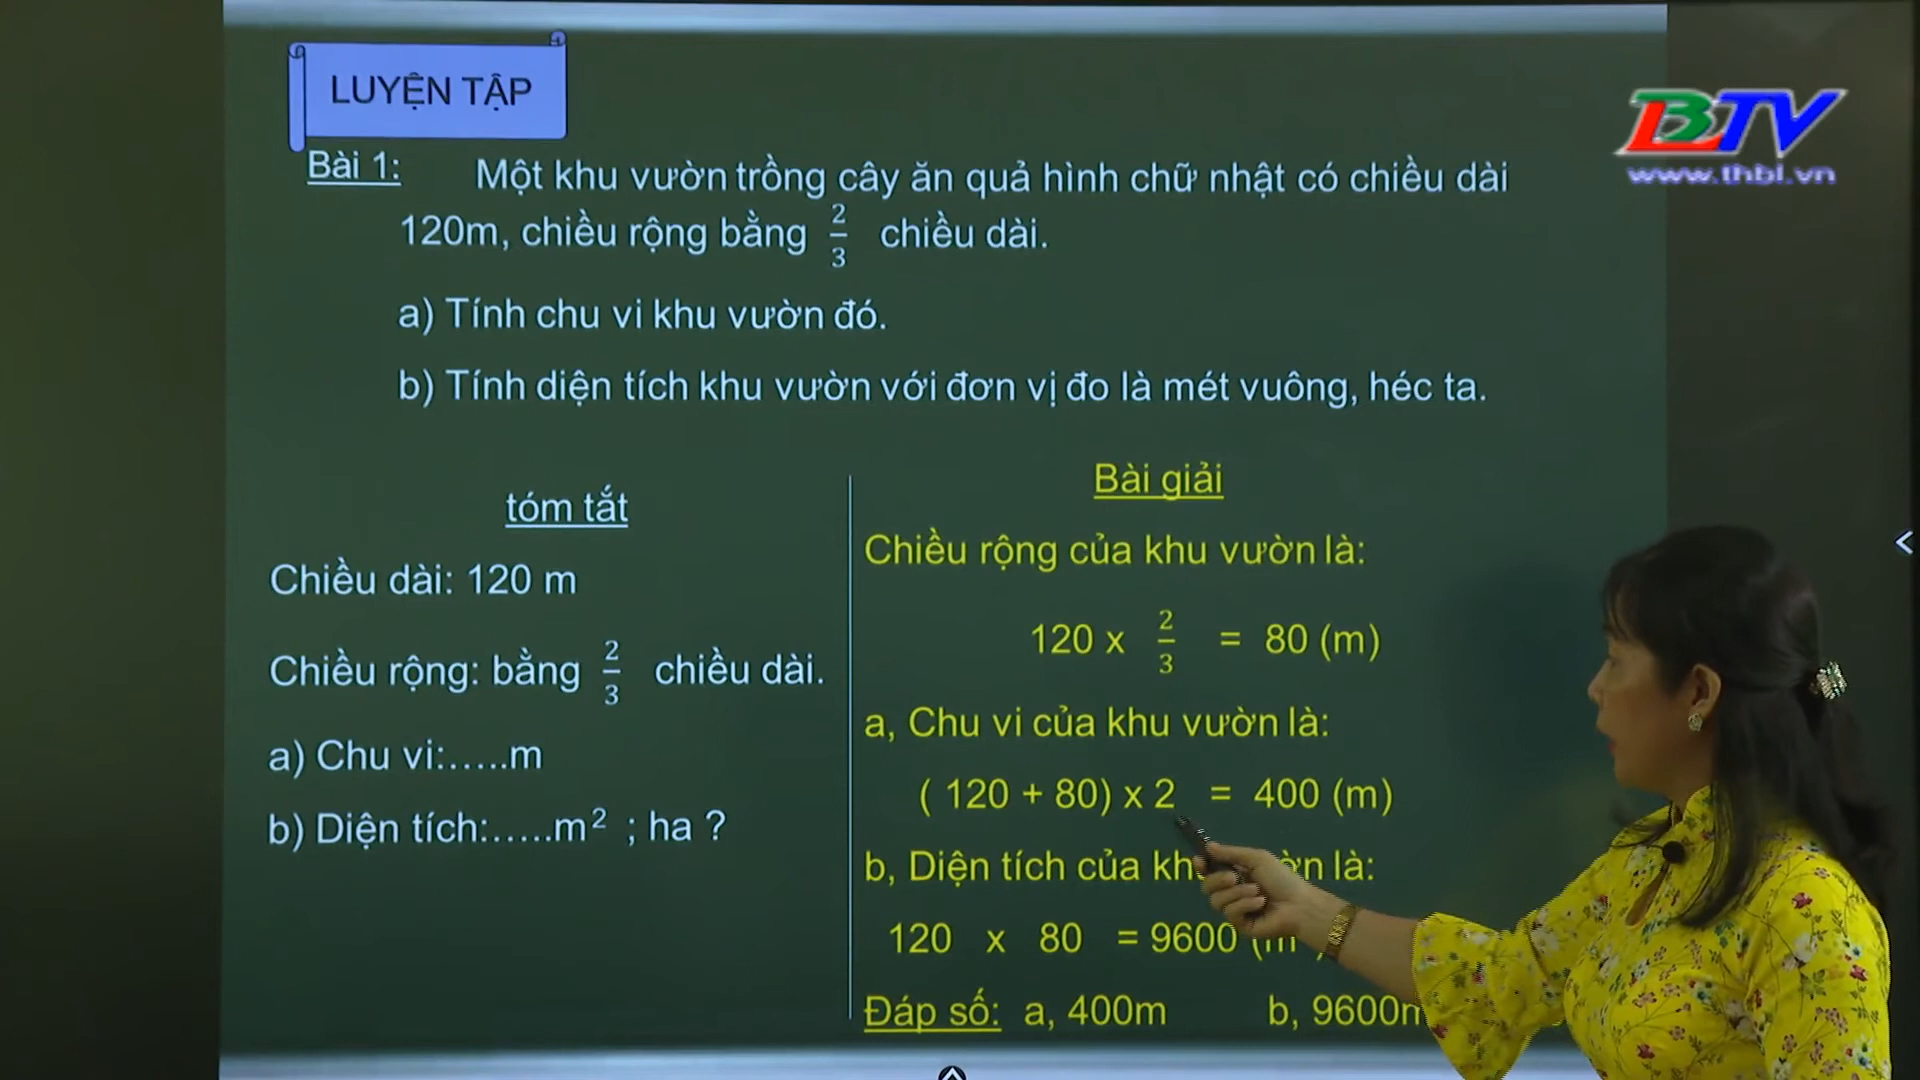 LUYỆN TẬP
BTV
www.thbl.vn
Bài 1: Một khu vườn trồng cây ăn quả hình chữ nhật có chiều dài
120m, chiều rộng bằng 2/3 chiều dài.
a) Tính chu vi khu vườn đó.
b) Tính diện tích khu vườn với đơn vị đo là mét vuông, héc ta.
tóm tắt
Chiều dài: 120 m
Chiều rộng: bằng 2/3 chiều dài.
a) Chu vi:.....m
b) Diện tích:.....m² ; ha ?
Bài giải
Chiều rộng của khu vườn là:
120 x 2/3 = 80 (m)
a, Chu vi của khu vườn là:
( 120 + 80) x 2 = 400 (m)
b, Diện tích của là:
120 x 80 = 9600 (m
Đáp số: a, 400m b, 9600m